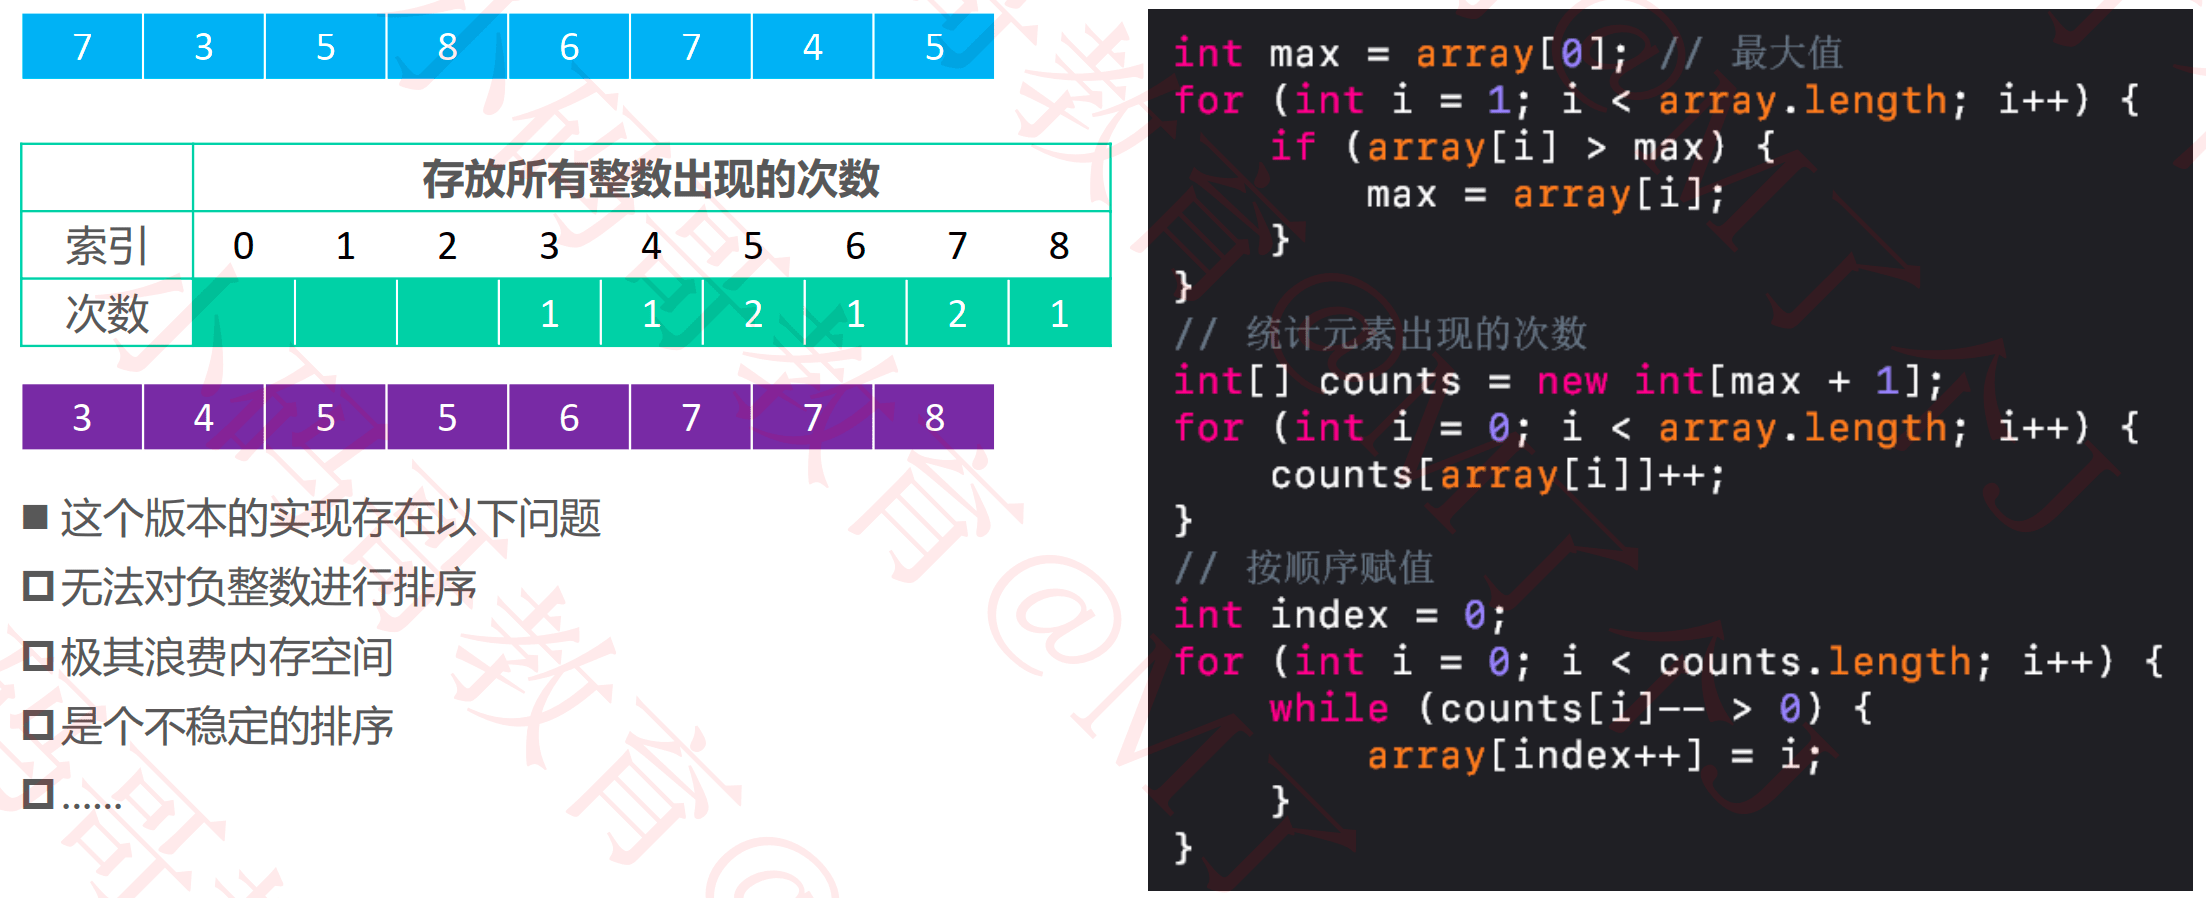 7 3 5 8 6 7 4 5
存放所有整数出现的次数
索引 0 1 2 3 4 5 6 7 8
次数 1 1 2 1 2 1
3 4 5 5 6 7 7 8
■ 这个版本的实现存在以下问题
无法对负整数进行排序
极其浪费内存空间
是个不稳定的排序
......
int max = array[0]; // 最大值
for (int i = 1; i < array.length; i++) {
    if (array[i] > max) {
        max = array[i];
    }
}
// 统计元素出现的次数
int[] counts = new int[max + 1];
for (int i = 0; i < array.length; i++) {
    counts[array[i]]++;
}
// 按顺序赋值
int index = 0;
for (int i = 0; i < counts.length; i++) {
    while (counts[i]-- > 0) {
        array[index++] = i;
    }
}
小码哥教育@MJ